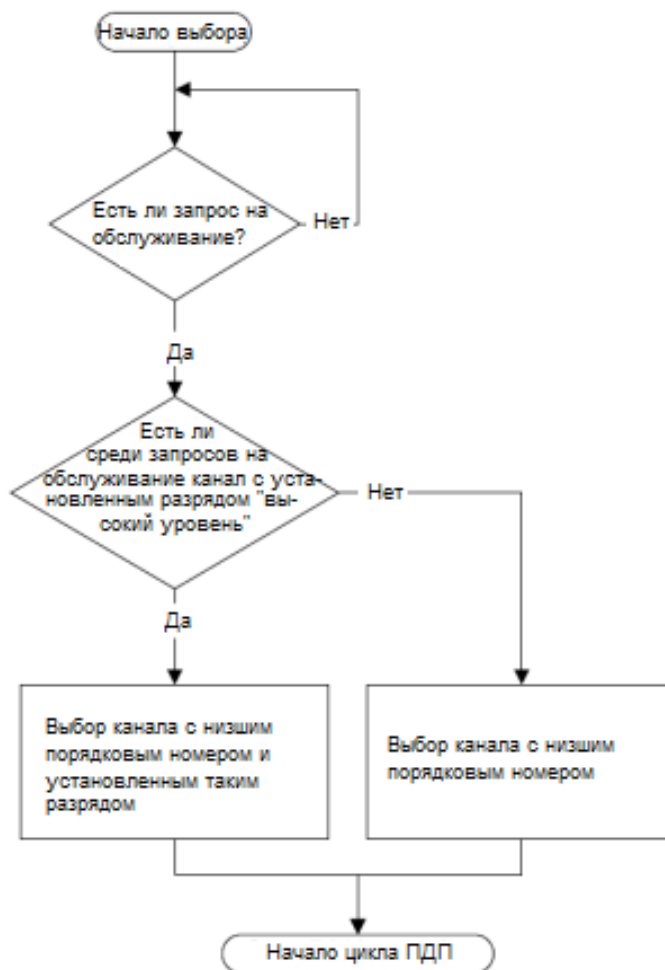 Начало выбора
Есть ли запрос на
обслуживание?
Нет
Да
Есть ли
среди запросов на
обслуживание канал с уста-
новленным разрядом "вы-
сокий уровень"
Нет
Да
Выбор канала с низшим
порядковым номером и
установленным таким
разрядом
Выбор канала с низшим
порядковым номером
Начало цикла ПДП